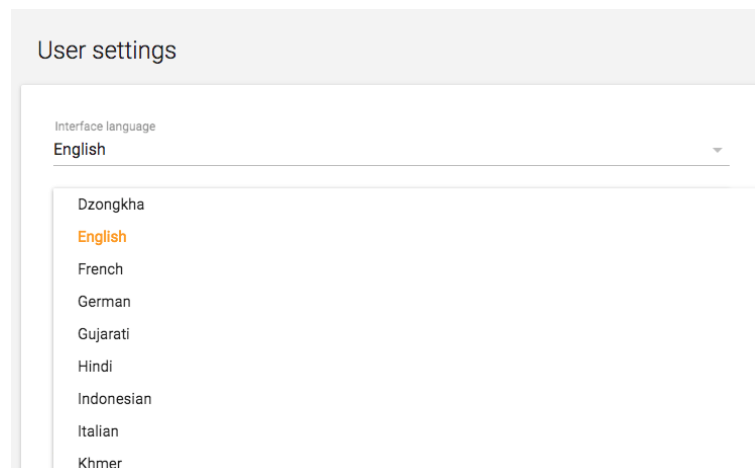 User settings
Interface language
English
Dzongkha
English
French
German
Gujarati
Hindi
Indonesian
Italian
Khmer